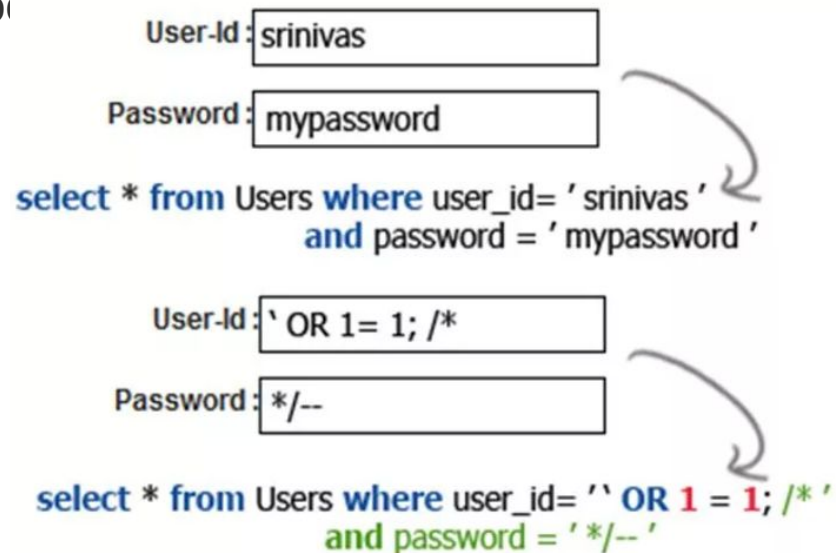 User-Id : srinivas
Password : mypassword
select * from Users where user_id= ' srinivas '
and password = ' mypassword '
User-Id : ` OR 1= 1; /*
Password : */--
select * from Users where user_id= '` OR 1 = 1; /* '
and password = ' */-- '